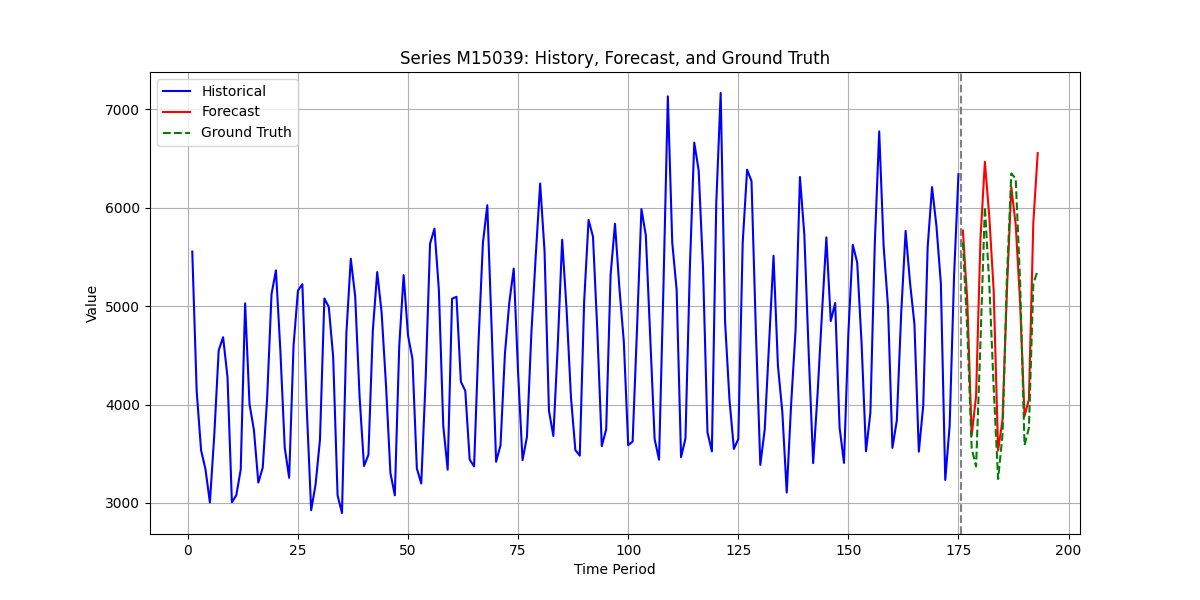 Series M15039: History, Forecast, and Ground Truth
Historical
Forecast
Ground Truth
7000
6000
5000
4000
3000
Value
0 25 50 75 100 125 150 175 200
Time Period